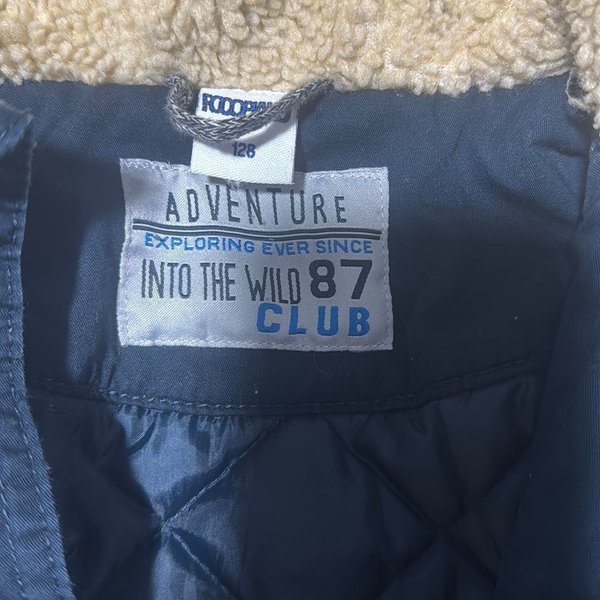 128
ADVENTURE
EXPLORING EVER SINCE
INTO THE WILD 87
CLUB